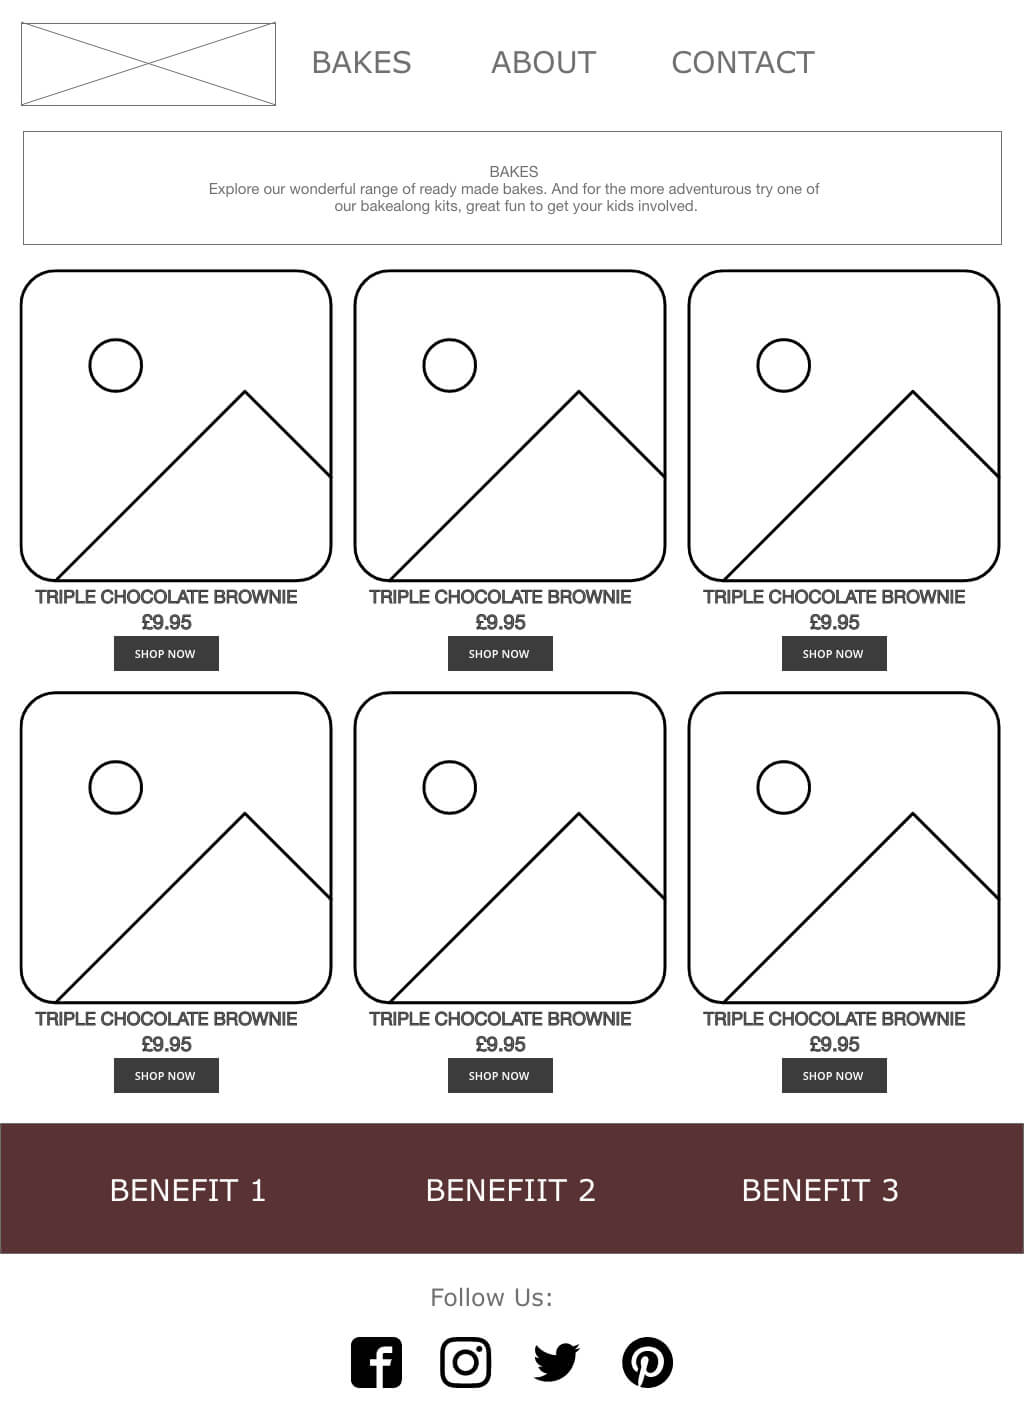 BAKES ABOUT CONTACT
BAKES
Explore our wonderful range of ready made bakes. And for the more adventurous try one of
our bakealong kits, great fun to get your kids involved.
TRIPLE CHOCOLATE BROWNIE TRIPLE CHOCOLATE BROWNIE TRIPLE CHOCOLATE BROWNIE
£9.95 £9.95 £9.95
SHOP NOW SHOP NOW SHOP NOW
TRIPLE CHOCOLATE BROWNIE TRIPLE CHOCOLATE BROWNIE TRIPLE CHOCOLATE BROWNIE
£9.95 £9.95 £9.95
SHOP NOW SHOP NOW SHOP NOW
BENEFIT 1 BENEFIIT 2 BENEFIT 3
Follow Us: